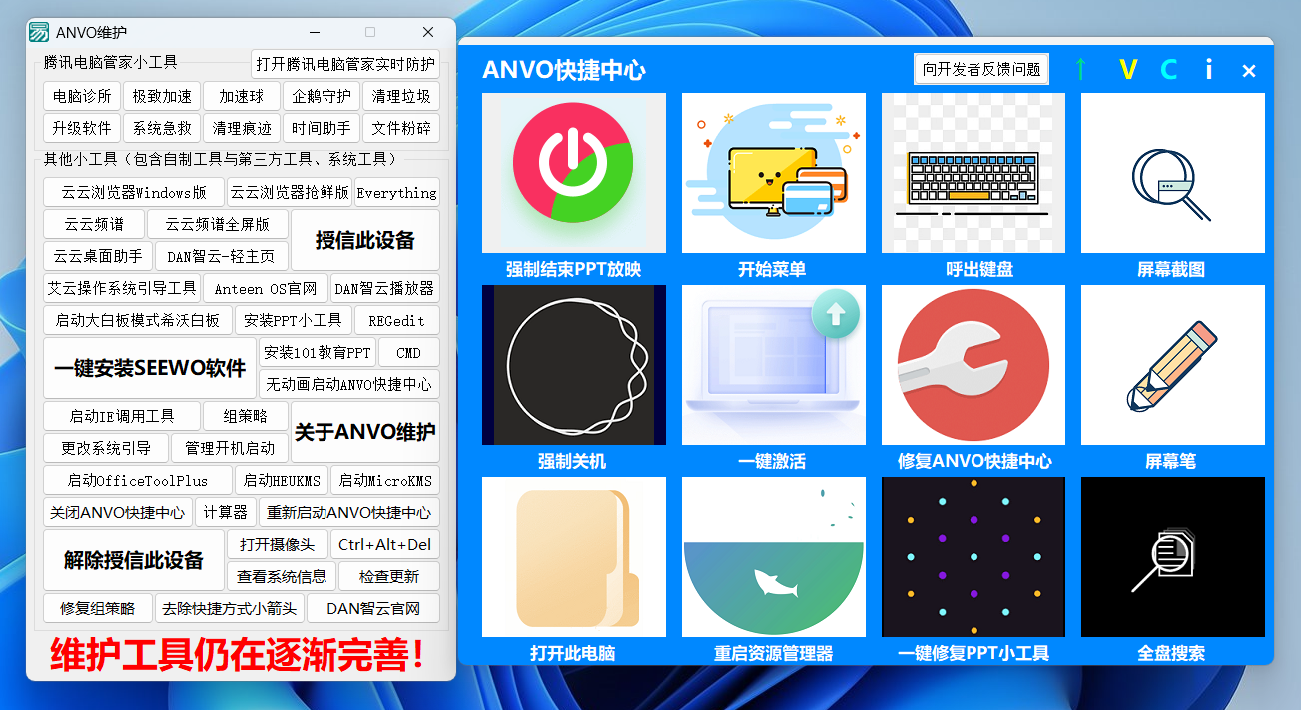 ANVO维护
腾讯电脑管家小工具
打开腾讯电脑管家实时防护
电脑诊所 极致加速 加速球 企鹅守护 清理垃圾
升级软件 系统急救 清理痕迹 时间助手 文件粉碎
其他小工具（包含自制工具与第三方工具、系统工具）
云云浏览器Windows版 云云浏览器抢鲜版 Everything
云云频谱 云云频谱全屏版
授信此设备
云云桌面助手 DAN智云-轻主页
艾云操作系统引导工具 Anteen OS官网 DAN智云播放器
启动大白板模式希沃白板 安装PPT小工具 REGedit
一键安装SEEWO软件
安装101教育PPT CMD
无动画启动ANVO快捷中心
启动IE调用工具 组策略
关于ANVO维护
更改系统引导 管理开机启动
启动OfficeToolPlus 启动HEUKMS 启动MicroKMS
关闭ANVO快捷中心 计算器 重新启动ANVO快捷中心
解除授信此设备
打开摄像头 Ctrl+Alt+Del
查看系统信息 检查更新
修复组策略 去除快捷方式小箭头 DAN智云官网
维护工具仍在逐渐完善！
ANVO快捷中心
向开发者反馈问题
↑ V C i ×
强制结束PPT放映 开始菜单 呼出键盘 屏幕截图
强制关机 一键激活 修复ANVO快捷中心 屏幕笔
打开此电脑 重启资源管理器 一键修复PPT小工具 全盘搜索